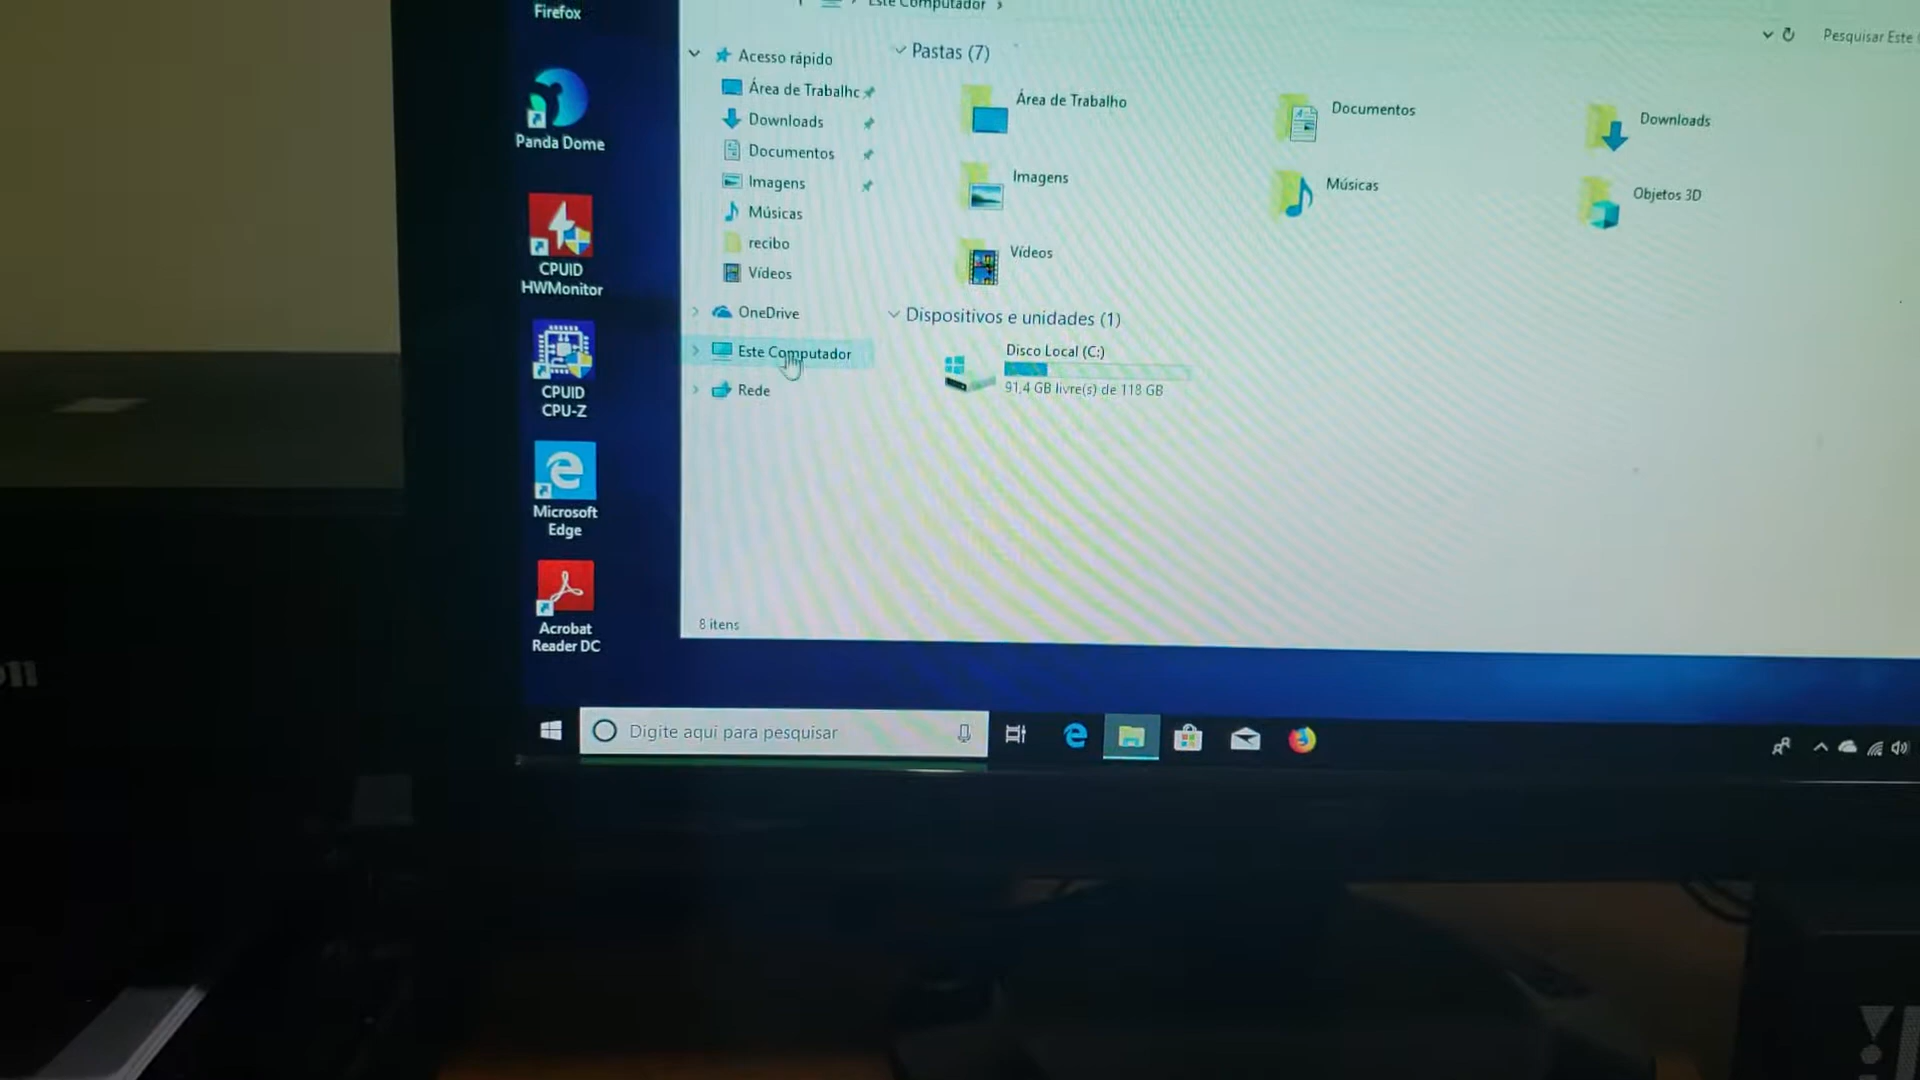 Firefox
Panda Dome
CPUID
HWMonitor
CPUID
CPU-Z
Microsoft
Edge
Acrobat
Reader DC
Este Computador
Pesquisar Este
Acesso rápido
Área de Trabalhc
Downloads
Documentos
Imagens
Músicas
recibo
Vídeos
OneDrive
Este Computador
Rede
Pastas (7)
Área de Trabalho
Documentos
Downloads
Imagens
Músicas
Objetos 3D
Vídeos
Dispositivos e unidades (1)
Disco Local (C:)
91,4 GB livre(s) de 118 GB
8 itens
Digite aqui para pesquisar